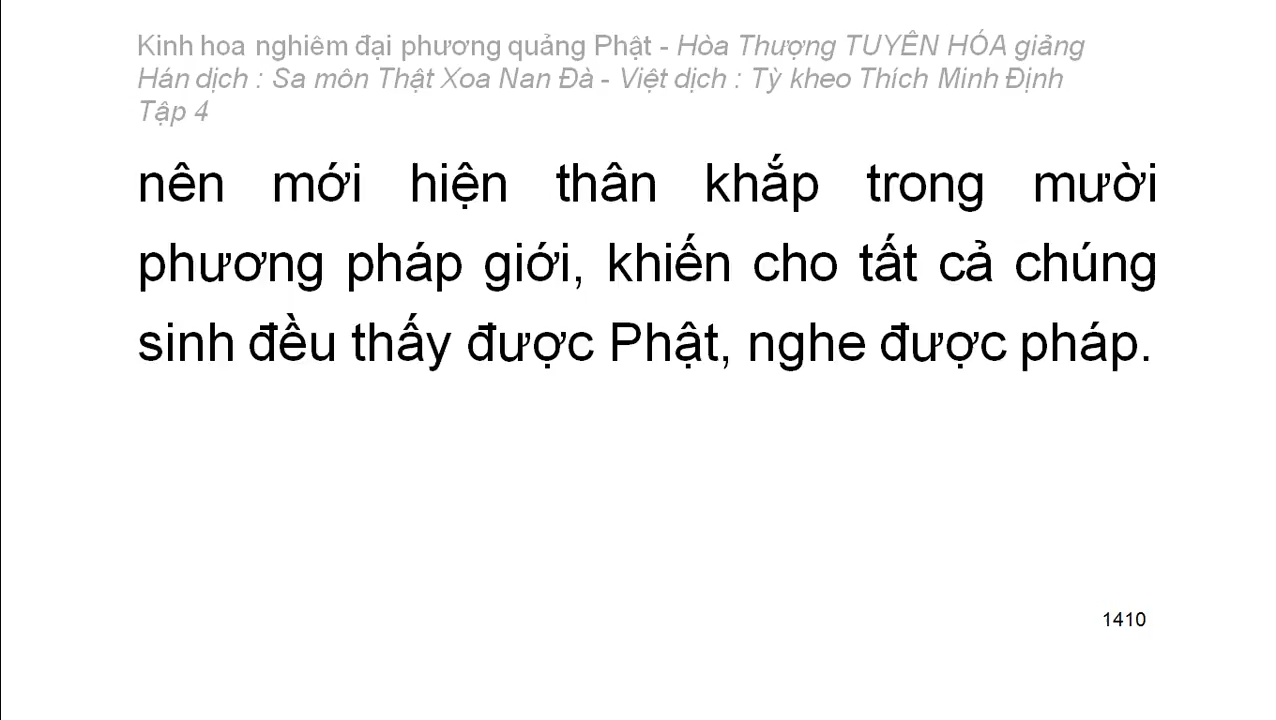 Kinh hoa nghiêm đại phương quảng Phật - Hòa Thượng TUYÊN HÓA giảng
Hán dịch : Sa môn Thật Xoa Nan Đà - Việt dịch : Tỳ kheo Thích Minh Định
Tập 4
nên mới hiện thân khắp trong mười
phương pháp giới, khiến cho tất cả chúng
sinh đều thấy được Phật, nghe được pháp.
1410